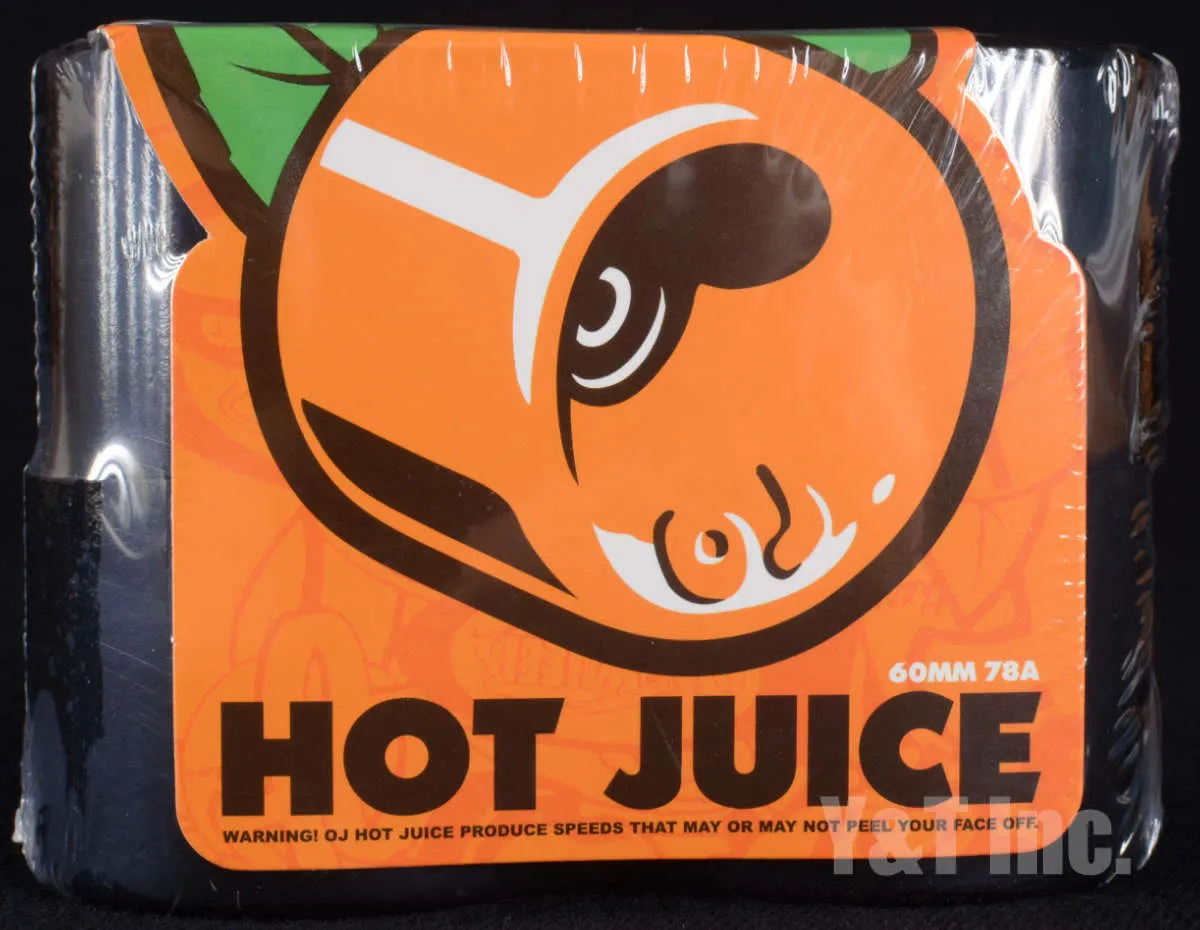 60MM 78A
HOT JUICE
WARNING! OJ HOT JUICE PRODUCE SPEEDS THAT MAY OR MAY NOT PEEL YOUR FACE OFF.
Y&T Inc.